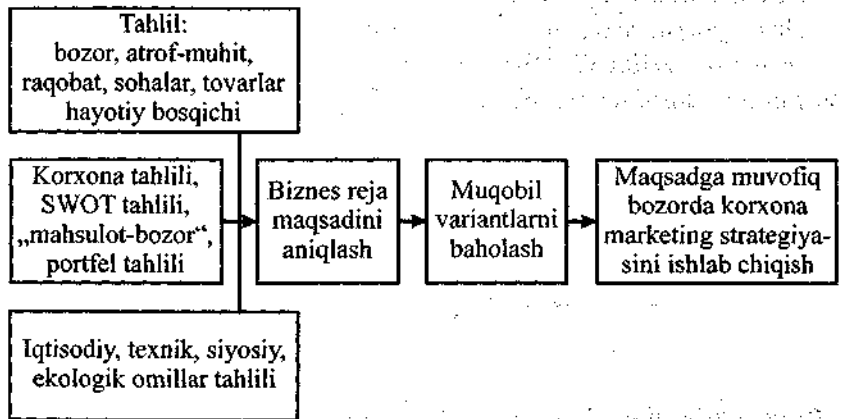 Tahlil:
bozor, atrof-muhit,
raqobat, sohalar, tovarlar
hayotiy bosqichi
Korxona tahlili,
SWOT tahlili,
„mahsulot-bozor“,
portfel tahlili
Biznes reja
maqsadini
aniqlash
Muqobil
variantlarni
baholash
Maqsadga muvofiq
bozorda korxona
marketing strategiya-
sini ishlab chiqish
Iqtisodiy, texnik, siyosiy,
ekologik omillar tahlili